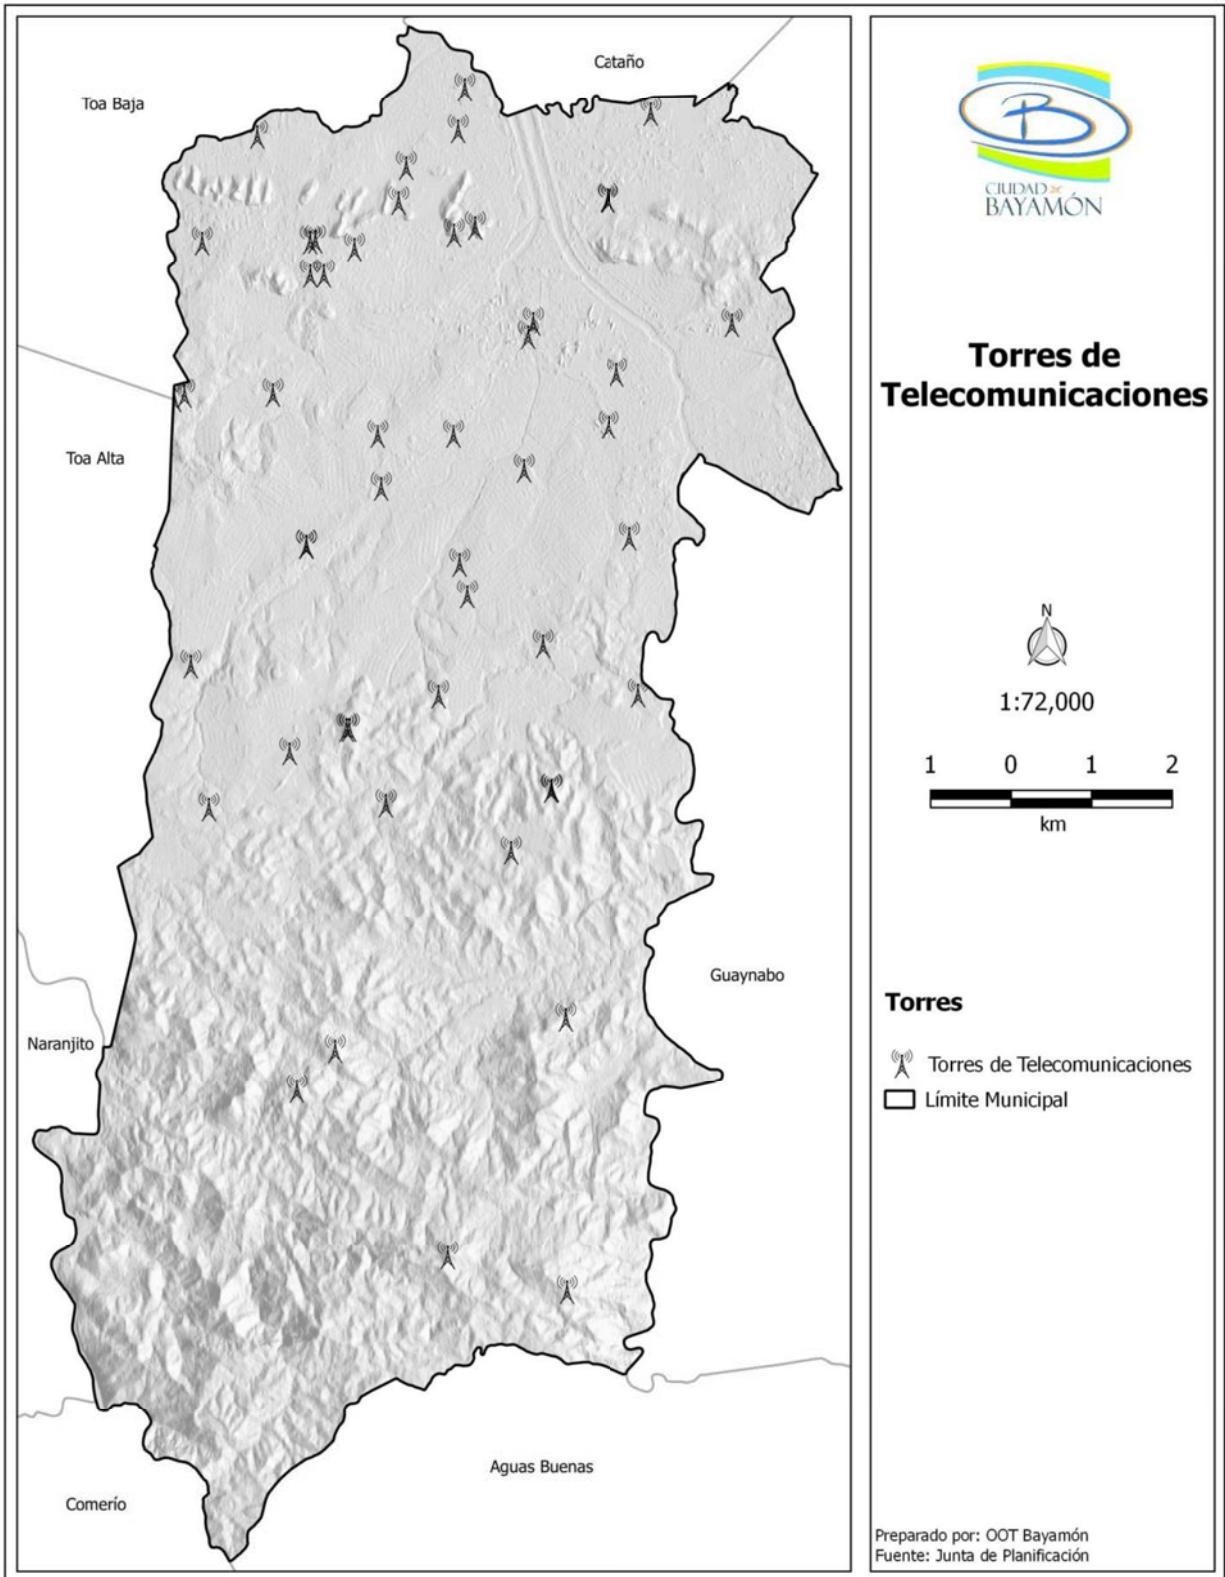 Cataño
Toa Baja
Toa Alta
Guaynabo
Naranjito
Aguas Buenas
Comerío
CIUDAD DE
BAYAMÓN
Torres de
Telecomunicaciones
N
1:72,000
1 0 1 2
km
Torres
Torres de Telecomunicaciones
Límite Municipal
Preparado por: OOT Bayamón
Fuente: Junta de Planificación